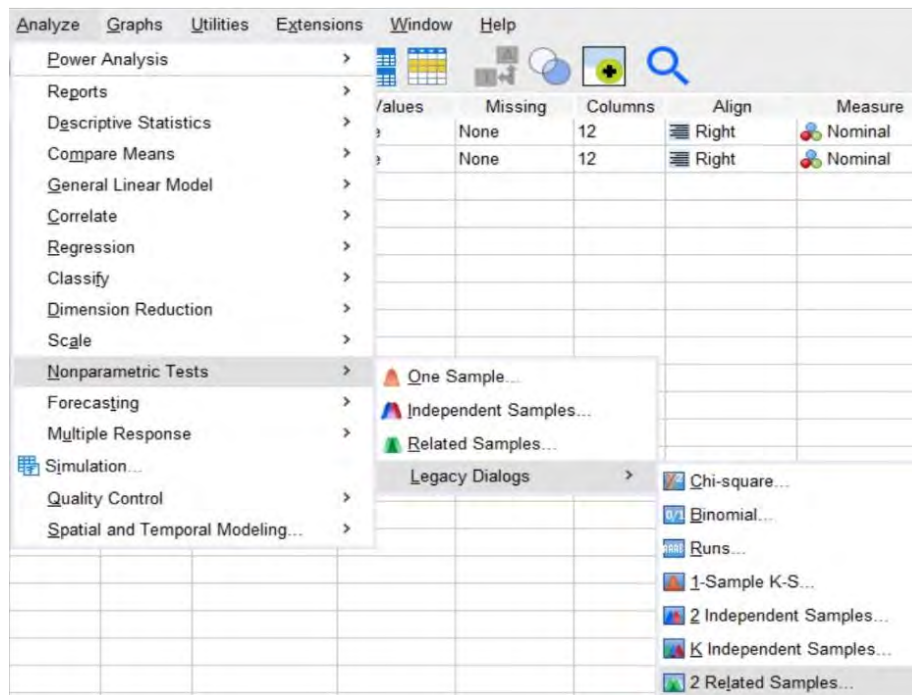 Analyze Graphs Utilities Extensions Window Help
Power Analysis
Reports
Descriptive Statistics
Compare Means
General Linear Model
Correlate
Regression
Classify
Dimension Reduction
Scale
Nonparametric Tests
Forecasting
Multiple Response
Simulation...
Quality Control
Spatial and Temporal Modeling...
Missing Columns Align Measure
None 12 Right Nominal
None 12 Right Nominal
One Sample...
Independent Samples...
Related Samples...
Legacy Dialogs
Chi-square...
0/1 Binomial...
Runs...
1-Sample K-S...
2 Independent Samples...
K Independent Samples...
2 Related Samples...